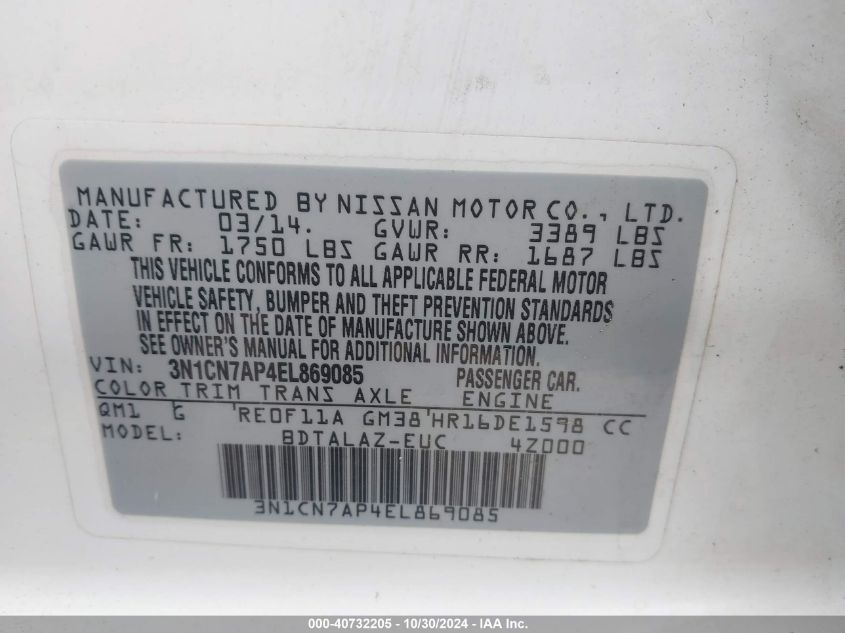 MANUFACTURED BY NISSAN MOTOR CO., LTD.
DATE: 03/14. GVWR: 3389 LBS
GAWR FR: 1750 LBS GAWR RR: 1687 LBS
THIS VEHICLE CONFORMS TO ALL APPLICABLE FEDERAL MOTOR
VEHICLE SAFETY, BUMPER AND THEFT PREVENTION STANDARDS
IN EFFECT ON THE DATE OF MANUFACTURE SHOWN ABOVE.
SEE OWNER'S MANUAL FOR ADDITIONAL INFORMATION.
VIN: 3N1CN7AP4EL869085 PASSENGER CAR.
COLOR TRIM TRANS AXLE ENGINE
QM1 G RE0F11A GM38 HR16DE1598 CC
MODEL: BDTALAZ-EUC 4Z000
3N1CN7AP4EL869085
000-40732205 - 10/30/2024 - IAA Inc.